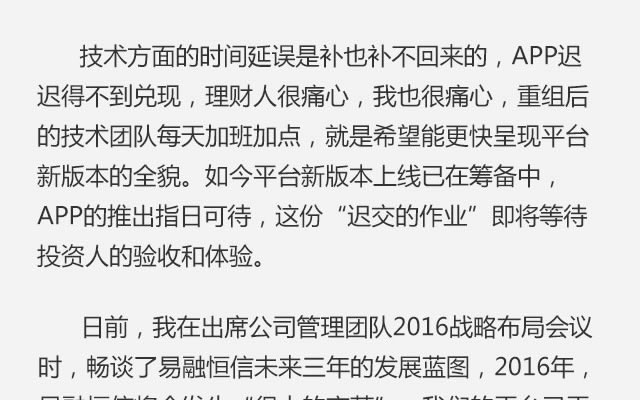 技术方面的时间延误是补也补不回来的，APP迟
迟得不到兑现，理财人很痛心，我也很痛心，重组后
的技术团队每天加班加点，就是希望能更快呈现平台
新版本的全貌。如今平台新版本上线已在筹备中，
APP的推出指日可待，这份“迟交的作业”即将等待
投资人的验收和体验。
日前，我在出席公司管理团队2016战略布局会议
时，畅谈了易融恒信未来三年的发展蓝图，2016年，